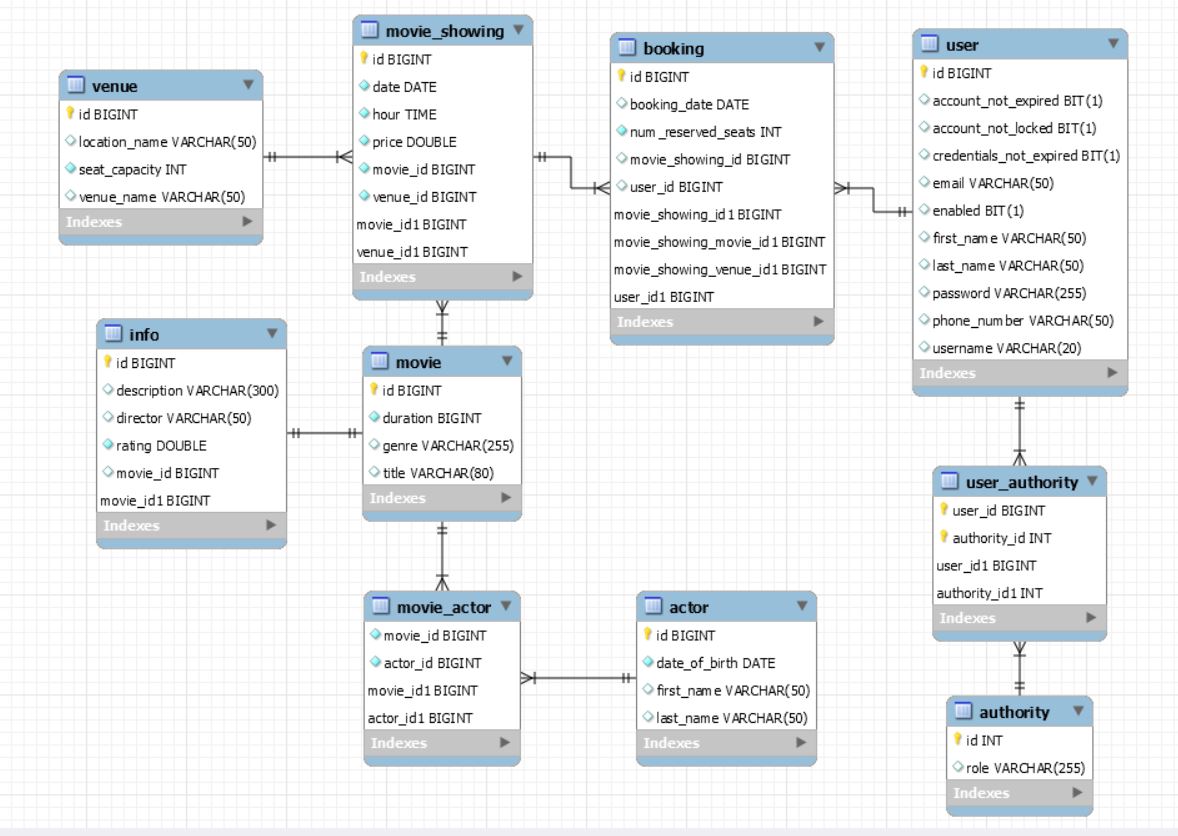 venue
id BIGINT
location_name VARCHAR(50)
seat_capacity INT
venue_name VARCHAR(50)
Indexes
movie_showing
id BIGINT
date DATE
hour TIME
price DOUBLE
movie_id BIGINT
venue_id BIGINT
movie_id1 BIGINT
venue_id1 BIGINT
Indexes
booking
id BIGINT
booking_date DATE
num_reserved_seats INT
movie_showing_id BIGINT
user_id BIGINT
movie_showing_id1 BIGINT
movie_showing_movie_id1 BIGINT
movie_showing_venue_id1 BIGINT
user_id1 BIGINT
Indexes
user
id BIGINT
account_not_expired BIT(1)
account_not_locked BIT(1)
credentials_not_expired BIT(1)
email VARCHAR(50)
enabled BIT(1)
first_name VARCHAR(50)
last_name VARCHAR(50)
password VARCHAR(255)
phone_number VARCHAR(50)
username VARCHAR(20)
Indexes
info
id BIGINT
description VARCHAR(300)
director VARCHAR(50)
rating DOUBLE
movie_id BIGINT
movie_id1 BIGINT
Indexes
movie
id BIGINT
duration BIGINT
genre VARCHAR(255)
title VARCHAR(80)
Indexes
movie_actor
movie_id BIGINT
actor_id BIGINT
movie_id1 BIGINT
actor_id1 BIGINT
Indexes
actor
id BIGINT
date_of_birth DATE
first_name VARCHAR(50)
last_name VARCHAR(50)
Indexes
user_authority
user_id BIGINT
authority_id INT
user_id1 BIGINT
authority_id1 INT
Indexes
authority
id INT
role VARCHAR(255)
Indexes